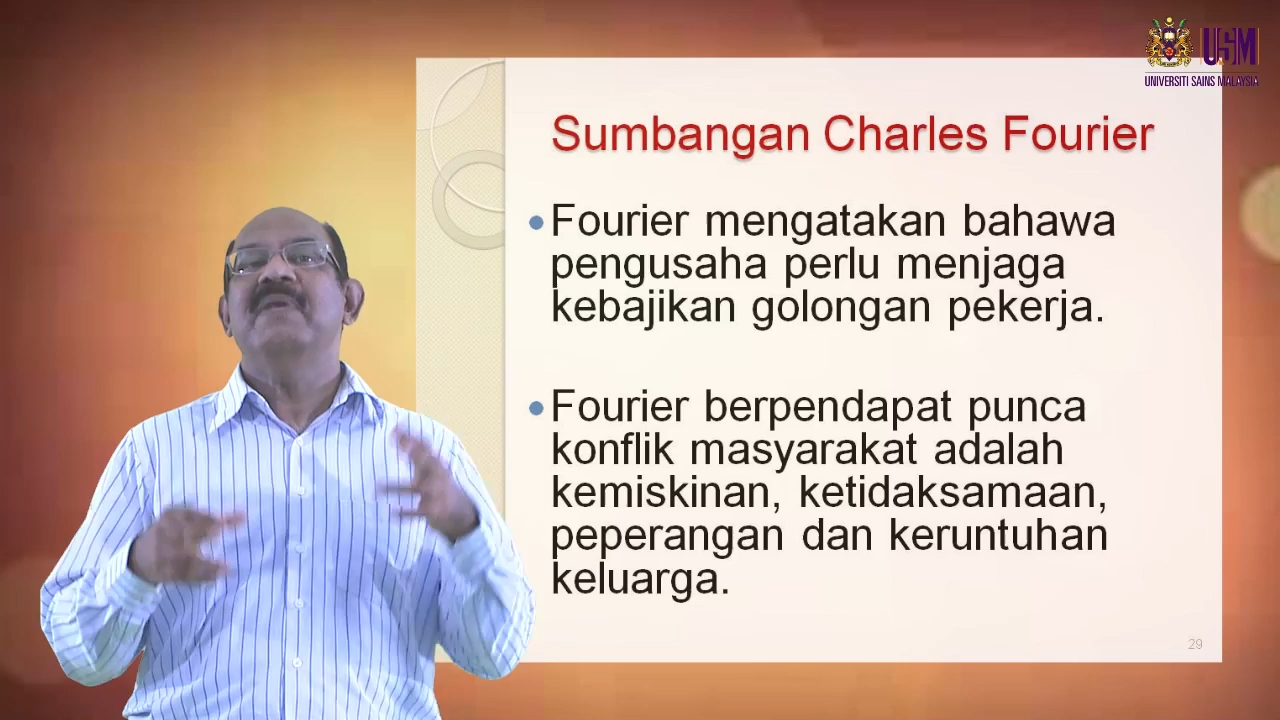 USM
UNIVERSITI SAINS MALAYSIA
Sumbangan Charles Fourier
•Fourier mengatakan bahawa
pengusaha perlu menjaga
kebajikan golongan pekerja.
•Fourier berpendapat punca
konflik masyarakat adalah
kemiskinan, ketidaksamaan,
peperangan dan keruntuhan
keluarga.
29